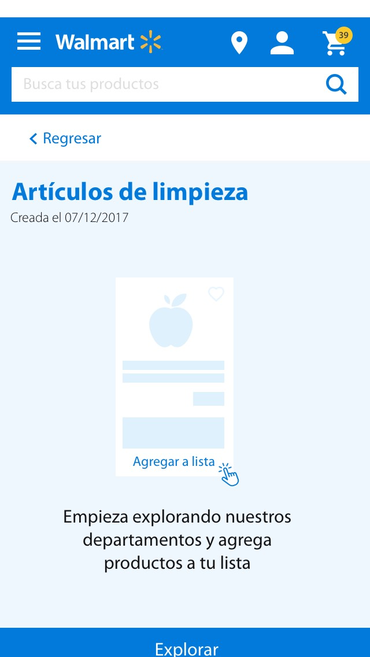 Walmart
39
Busca tus productos
Regresar
Artículos de limpieza
Creada el 07/12/2017
Agregar a lista
Empieza explorando nuestros
departamentos y agrega
productos a tu lista
Explorar